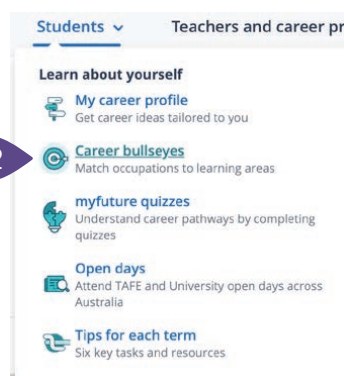 Students
Teachers and career pr
Learn about yourself
My career profile
Get career ideas tailored to you
2
Career bullseyes
Match occupations to learning areas
myfuture quizzes
Understand career pathways by completing
quizzes
Open days
Attend TAFE and University open days across
Australia
Tips for each term
Six key tasks and resources